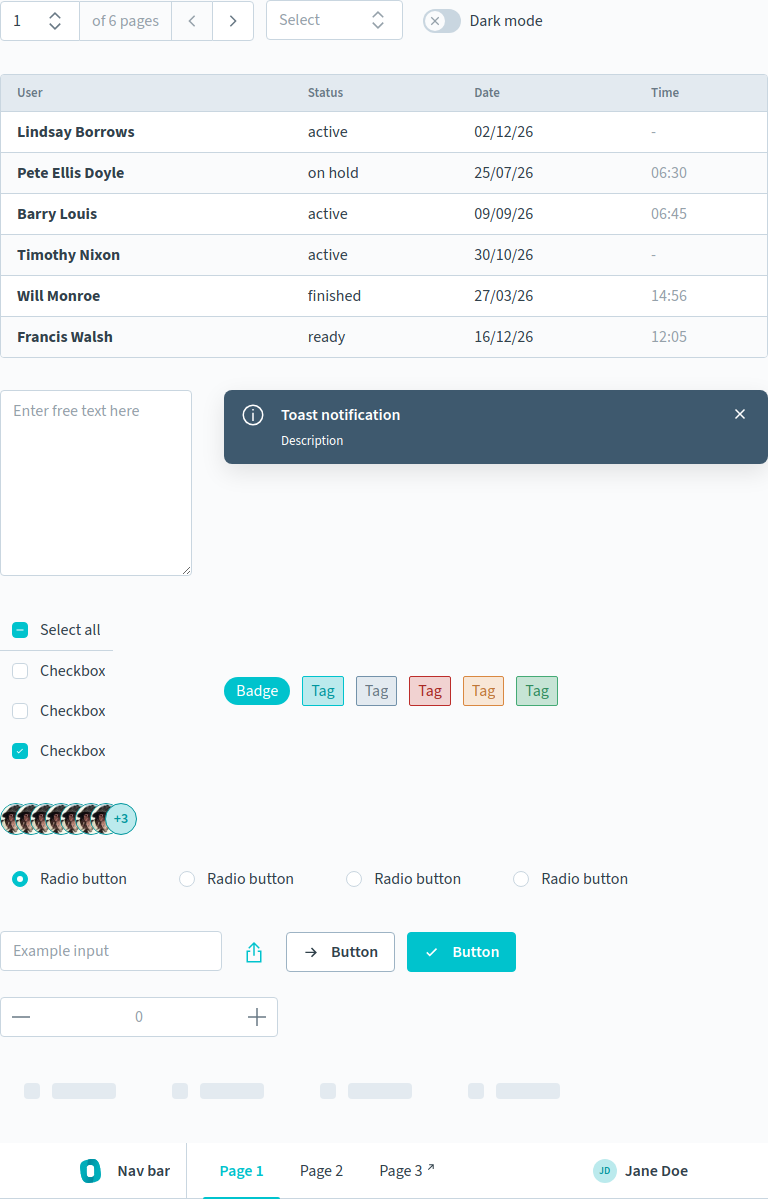 1 of 6 pages Select Dark mode
User Status Date Time
Lindsay Borrows active 02/12/26 -
Pete Ellis Doyle on hold 25/07/26 06:30
Barry Louis active 09/09/26 06:45
Timothy Nixon active 30/10/26 -
Will Monroe finished 27/03/26 14:56
Francis Walsh ready 16/12/26 12:05
Enter free text here
Toast notification
Description
Select all
Checkbox
Checkbox
Checkbox
Badge Tag Tag Tag Tag Tag
+3
Radio button Radio button Radio button Radio button
Example input Button Button
0
Nav bar Page 1 Page 2 Page 3 JD Jane Doe